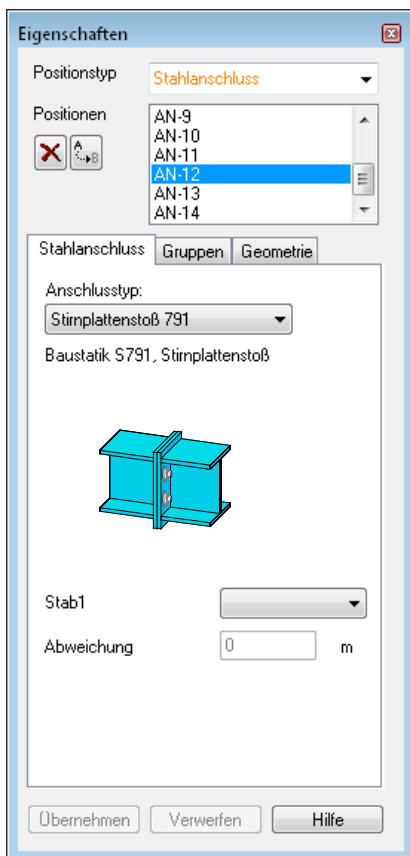 Eigenschaften
Positionstyp Stahlanschluss
Positionen AN-9
A B AN-10
AN-11
AN-12
AN-13
AN-14
Stahlanschluss Gruppen Geometrie
Anschlusstyp:
Stirnplattenstoß 791
Baustatik S791, Stirnplattenstoß
Stab1
Abweichung 0 m
Übernehmen Verwerfen Hilfe